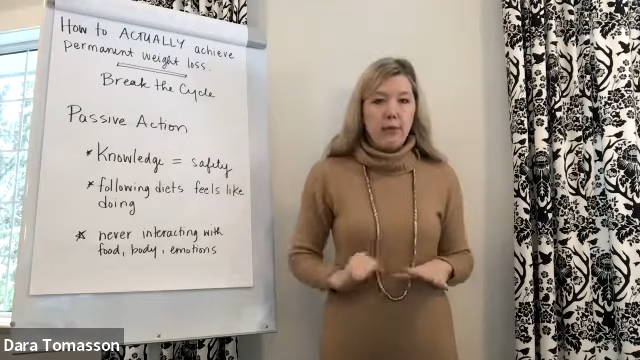 How to ACTUALLY achieve
permanent weight loss.
Break the Cycle
Passive Action
* Knowledge = safety
* following diets feels like
doing
* never interacting with
food, body, emotions
Dara Tomasson